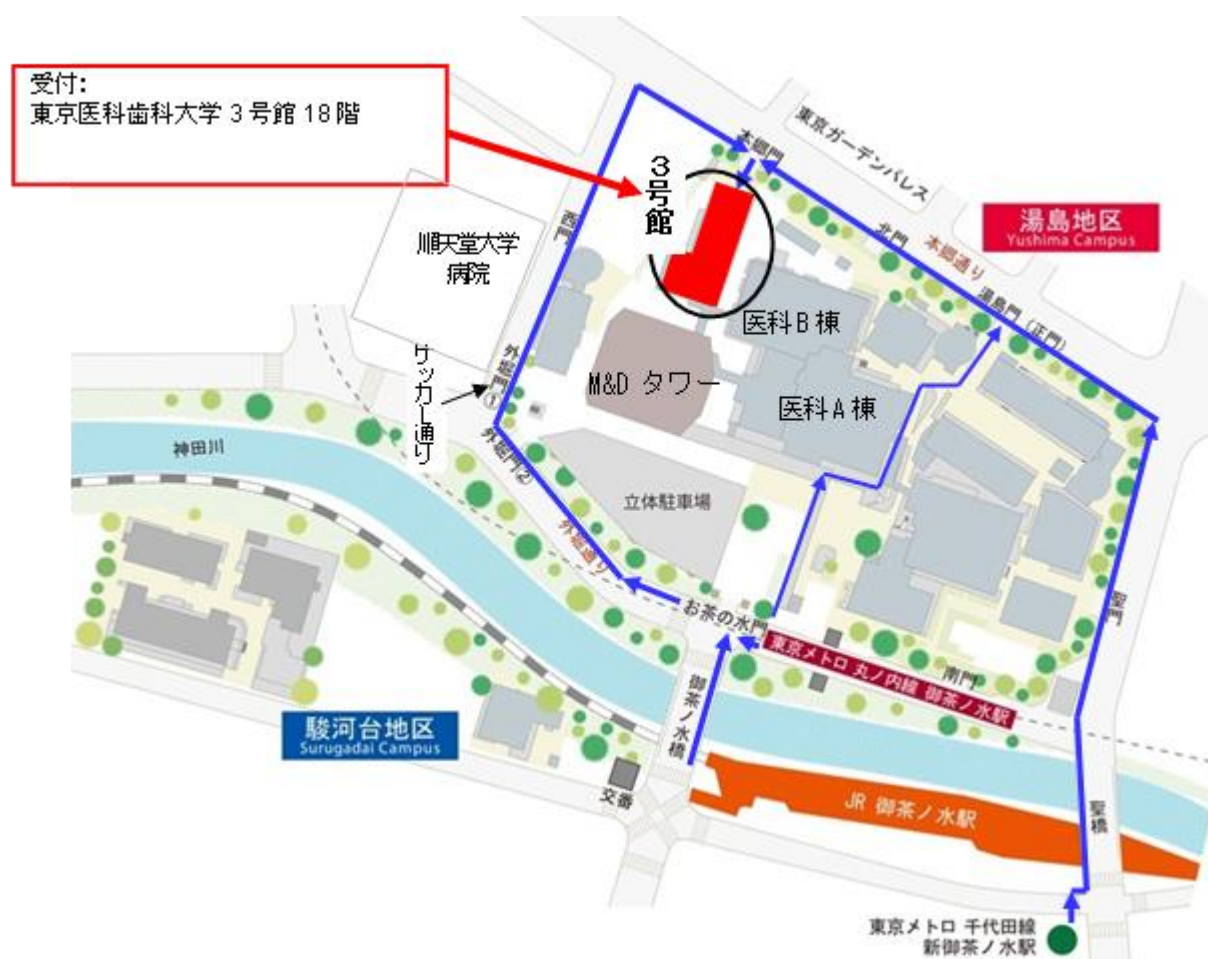 受付:
東京医科歯科大学 3 号館 18 階
本郷門
東京ガーデンパレス
3号館
湯島地区
Yushima Campus
西門
順天堂大学
病院
北門
本郷通り
湯島門（正門）
医科B棟
M&D タワー
医科A棟
サッカー通り
外堀門
①
外堀門②
神田川
立体駐車場
外堀通り
お茶の水門
東京メトロ 丸ノ内線 御茶ノ水駅
南門
聖門
御茶ノ水橋
駿河台地区
Surugadai Campus
交番
JR 御茶ノ水駅
聖橋
東京メトロ 千代田線
新御茶ノ水駅